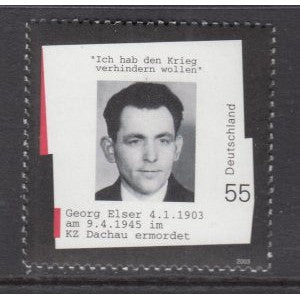 "Ich hab den Krieg
verhindern wollen"
Deutschland
55
Georg Elser 4.1.1903
am 9.4.1945 im
KZ Dachau ermordet
2003